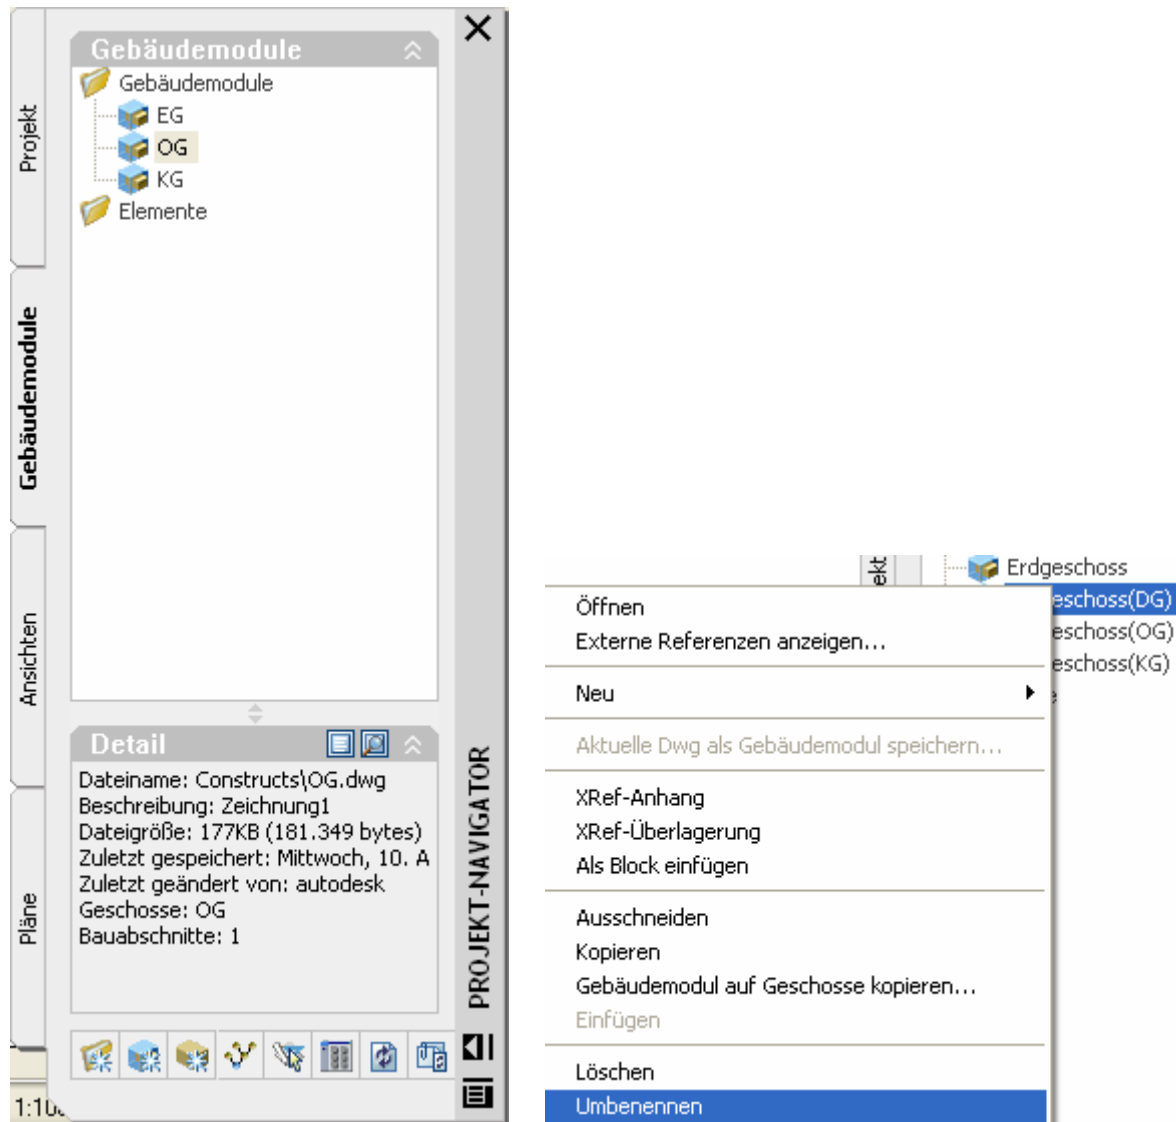 Projekt
Gebäudemodule
Ansichten
Pläne
Gebäudemodule
Gebäudemodule
EG
OG
KG
Elemente
Detail
Dateiname: Constructs\OG.dwg
Beschreibung: Zeichnung1
Dateigröße: 177KB (181.349 bytes)
Zuletzt gespeichert: Mittwoch, 10. A
Zuletzt geändert von: autodesk
Geschosse: OG
Bauabschnitte: 1
PROJEKT-NAVIGATOR
ekt
Erdgeschoss
eschoss(DG)
eschoss(OG)
eschoss(KG)
Öffnen
Externe Referenzen anzeigen...
Neu
Aktuelle Dwg als Gebäudemodul speichern...
XRef-Anhang
XRef-Überlagerung
Als Block einfügen
Ausschneiden
Kopieren
Gebäudemodul auf Geschosse kopieren...
Einfügen
Löschen
Umbenennen